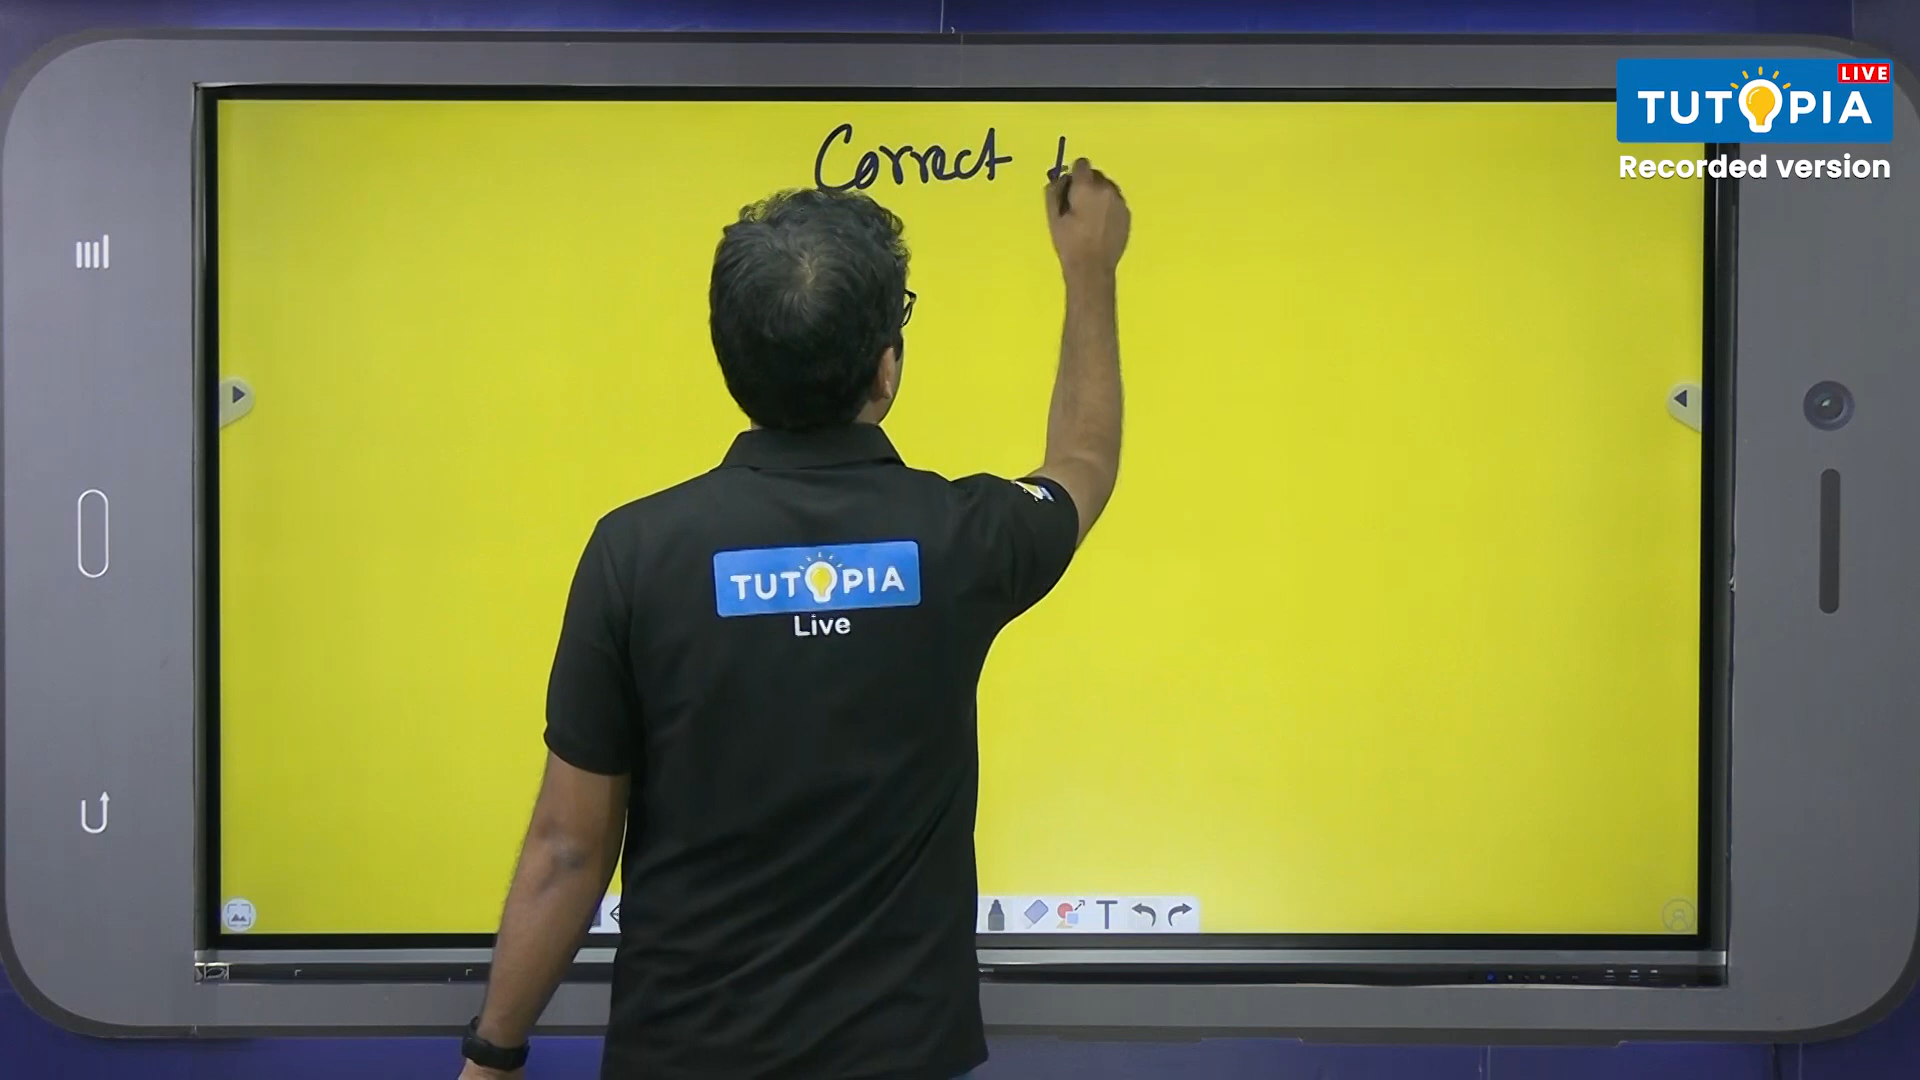 LIVE
TUTOPIA
Recorded version
Correct
TUTOPIA
Live
T